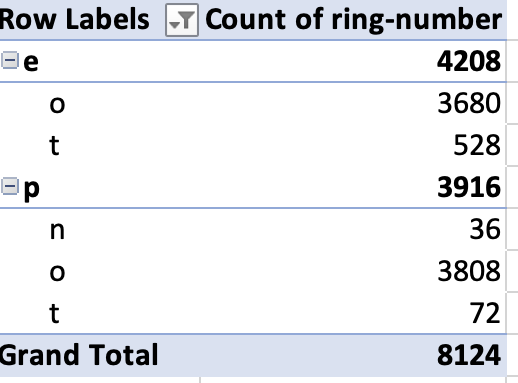 Row Labels Count of ring-number
e 4208
o 3680
t 528
p 3916
n 36
o 3808
t 72
Grand Total 8124